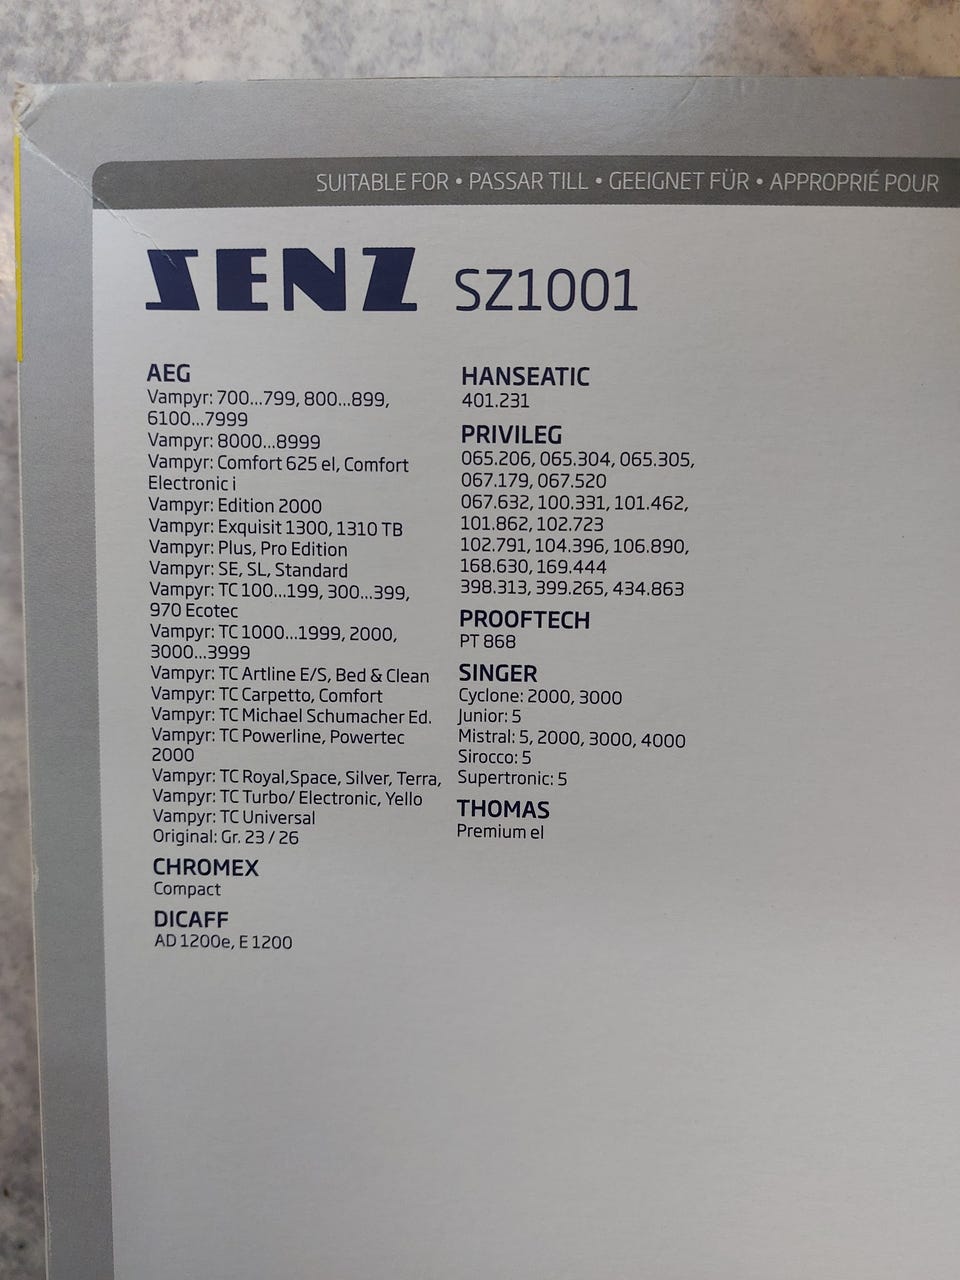 SUITABLE FOR • PASSAR TILL • GEEIGNET FÜR • APPROPRIÉ POUR
SENZ SZ1001
AEG
Vampyr: 700...799, 800...899,
6100...7999
Vampyr: 8000...8999
Vampyr: Comfort 625 el, Comfort
Electronic i
Vampyr: Edition 2000
Vampyr: Exquisit 1300, 1310 TB
Vampyr: Plus, Pro Edition
Vampyr: SE, SL, Standard
Vampyr: TC 100...199, 300...399,
970 Ecotec
Vampyr: TC 1000...1999, 2000,
3000...3999
Vampyr: TC Artline E/S, Bed & Clean
Vampyr: TC Carpetto, Comfort
Vampyr: TC Michael Schumacher Ed.
Vampyr: TC Powerline, Powertec
2000
Vampyr: TC Royal,Space, Silver, Terra,
Vampyr: TC Turbo/ Electronic, Yello
Vampyr: TC Universal
Original: Gr. 23 / 26
CHROMEX
Compact
DICAFF
AD 1200e, E 1200
HANSEATIC
401.231
PRIVILEG
065.206, 065.304, 065.305,
067.179, 067.520
067.632, 100.331, 101.462,
101.862, 102.723
102.791, 104.396, 106.890,
168.630, 169.444
398.313, 399.265, 434.863
PROOFTECH
PT 868
SINGER
Cyclone: 2000, 3000
Junior: 5
Mistral: 5, 2000, 3000, 4000
Sirocco: 5
Supertronic: 5
THOMAS
Premium el